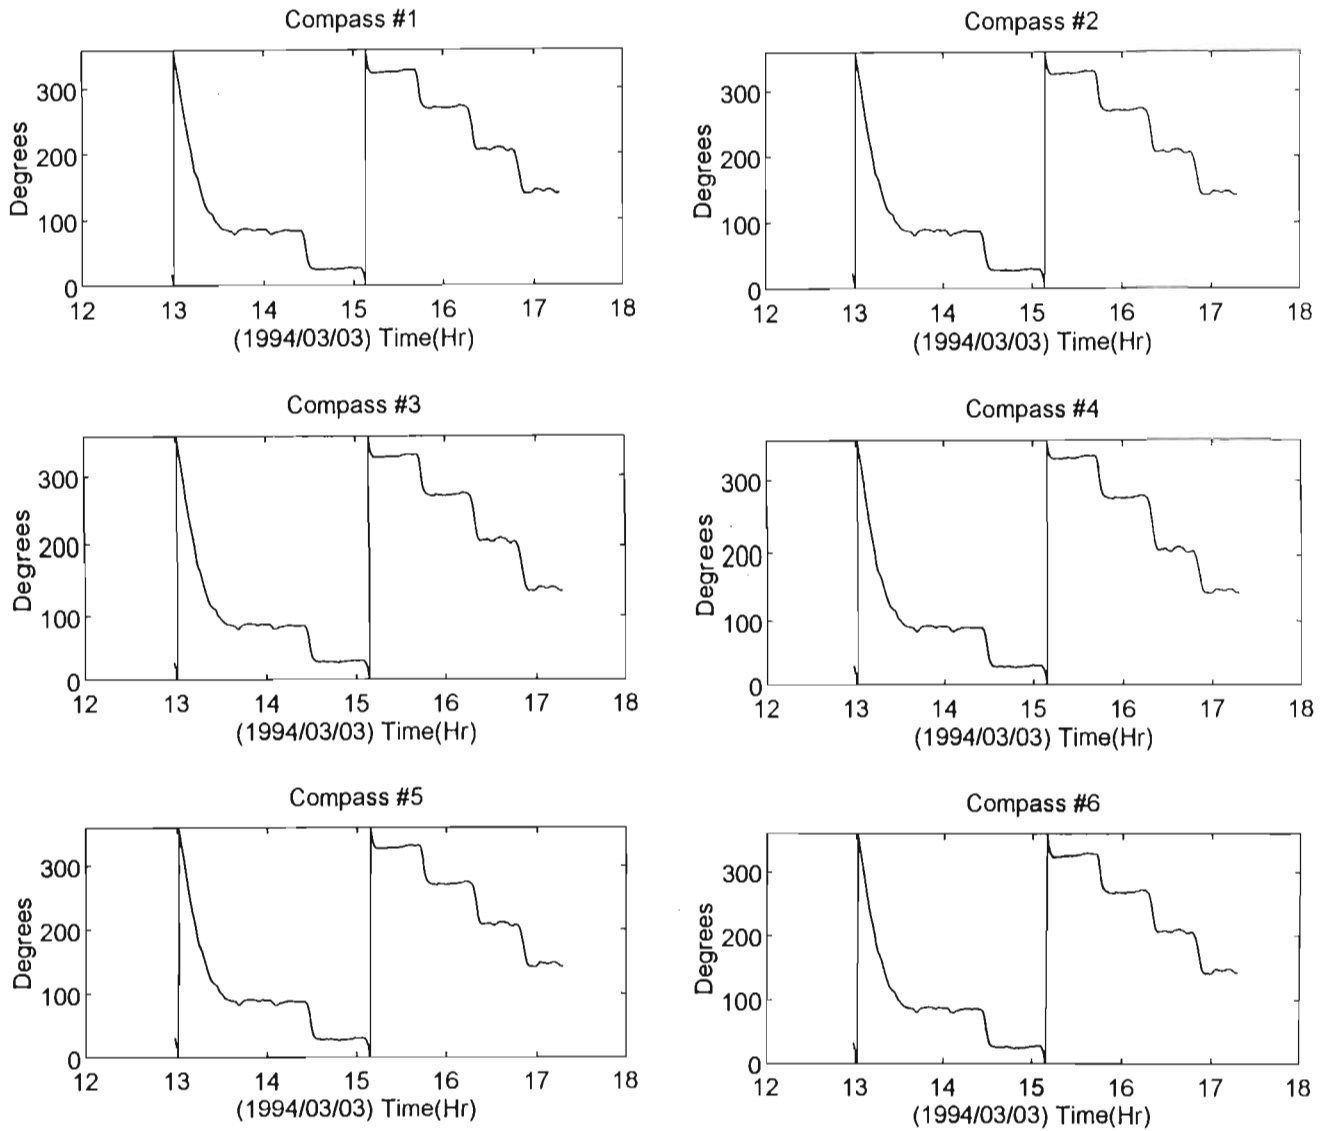 Compass #1
Degrees
300
200
100
0
12 13 14 15 16 17 18
(1994/03/03) Time(Hr)
Compass #2
Degrees
300
200
100
0
12 13 14 15 16 17 18
(1994/03/03) Time(Hr)
Compass #3
Degrees
300
200
100
0
12 13 14 15 16 17 18
(1994/03/03) Time(Hr)
Compass #4
Degrees
300
200
100
0
12 13 14 15 16 17 18
(1994/03/03) Time(Hr)
Compass #5
Degrees
300
200
100
0
12 13 14 15 16 17 18
(1994/03/03) Time(Hr)
Compass #6
Degrees
300
200
100
0
12 13 14 15 16 17 18
(1994/03/03) Time(Hr)